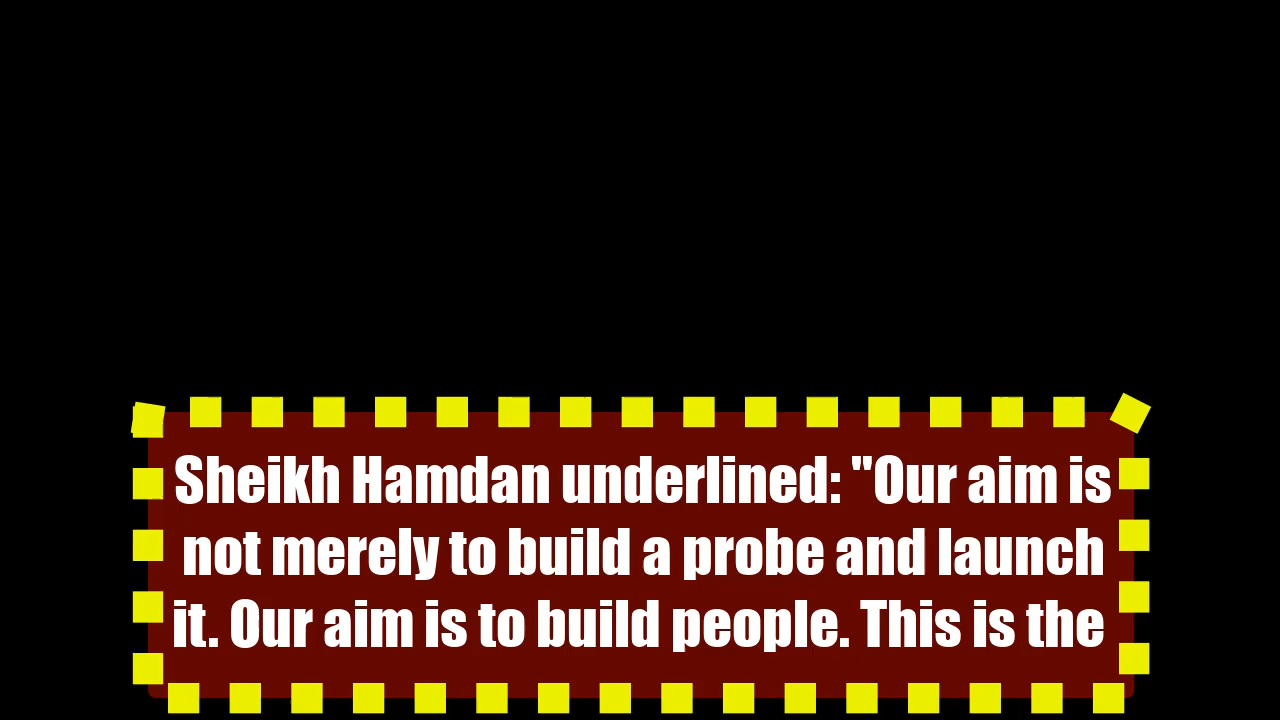 Sheikh Hamdan underlined: "Our aim is
not merely to build a probe and launch
it. Our aim is to build people. This is the